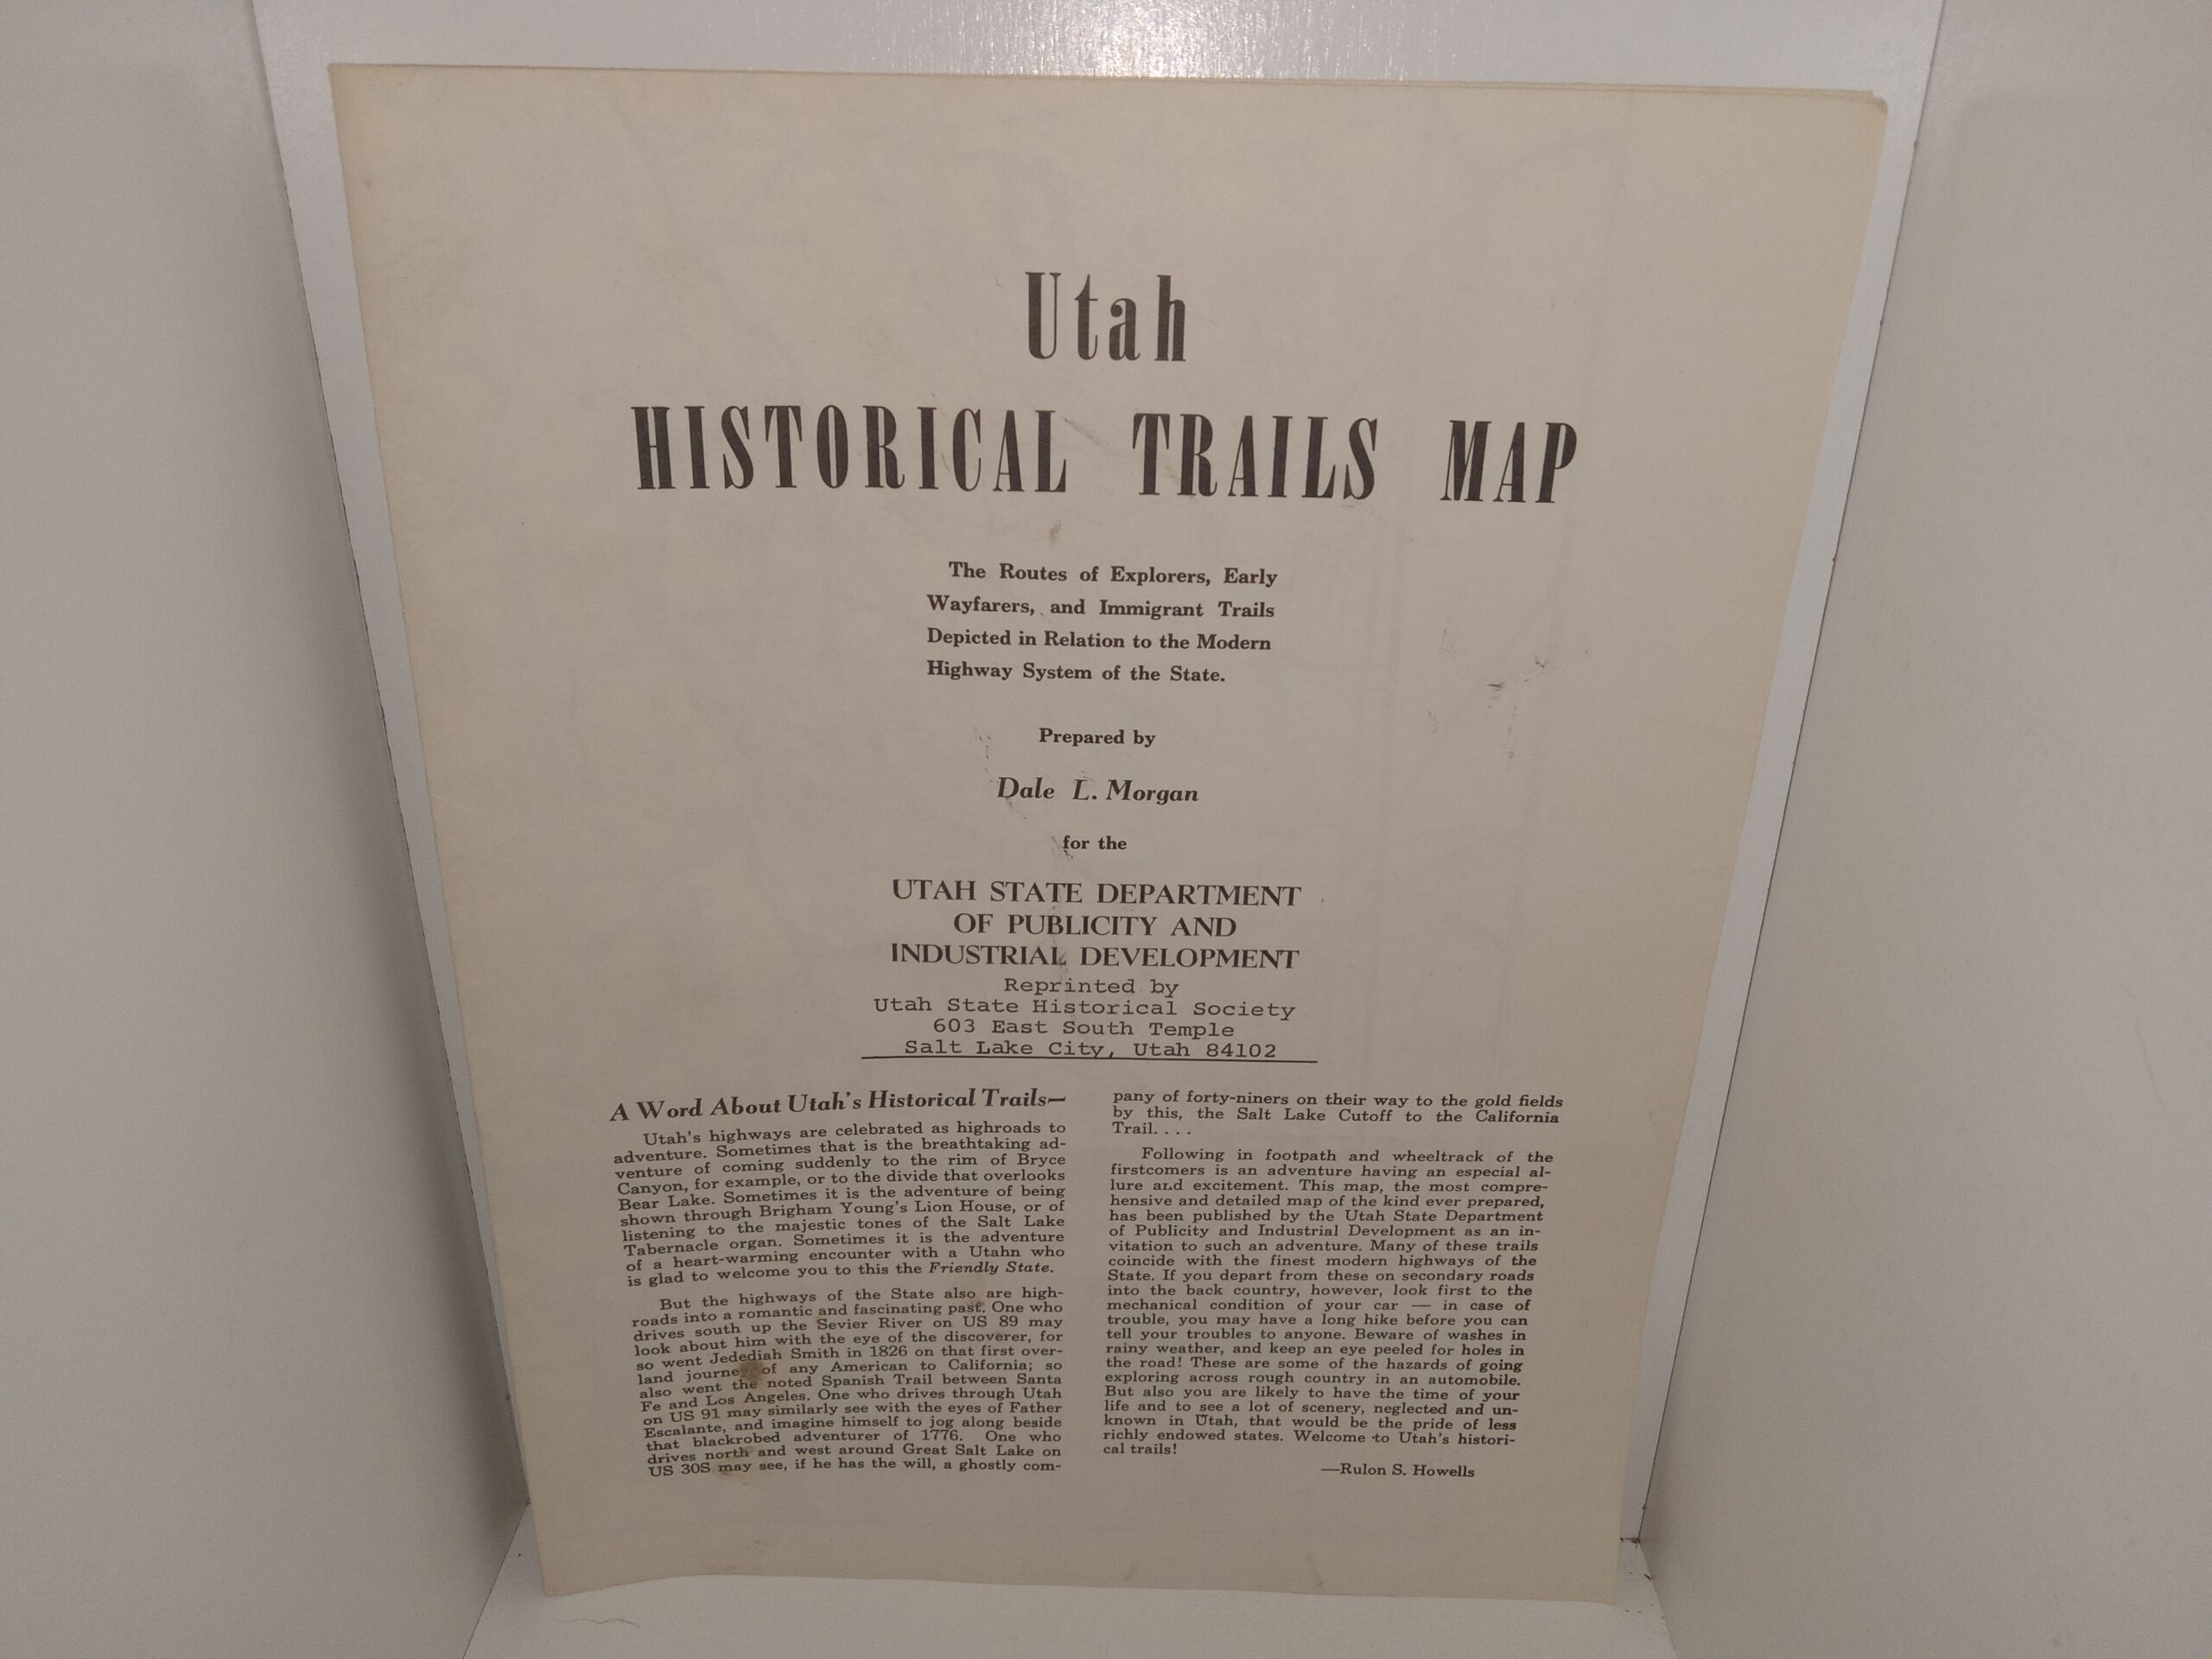 Utah
HISTORICAL TRAILS MAP
The Routes of Explorers, Early
Wayfarers, and Immigrant Trails
Depicted in Relation to the Modern
Highway System of the State.
Prepared by
Dale L. Morgan
for the
UTAH STATE DEPARTMENT
OF PUBLICITY AND
INDUSTRIAL DEVELOPMENT
Reprinted by
Utah State Historical Society
603 East South Temple
Salt Lake City, Utah 84102
A Word About Utah's Historical Trails—
Utah's highways are celebrated as highroads to
adventure. Sometimes that is the breathtaking ad-
venture of coming suddenly to the rim of Bryce
Canyon, for example, or to the divide that overlooks
Bear Lake. Sometimes it is the adventure of being
shown through Brigham Young's Lion House, or of
listening to the majestic tones of the Salt Lake
Tabernacle organ. Sometimes it is the adventure
of a heart-warming encounter with a Utahn who
is glad to welcome you to this the Friendly State.
But the highways of the State also are high-
roads into a romantic and fascinating past. One who
drives south up the Sevier River on US 89 may
look about him with the eye of the discoverer, for
so went Jedediah Smith in 1826 on that first over-
land journey of any American to California; so
also went the noted Spanish Trail between Santa
Fe and Los Angeles. One who drives through Utah
on US 91 may similarly see with the eyes of Father
Escalante, and imagine himself to jog along beside
that blackrobed adventurer of 1776. One who
drives north and west around Great Salt Lake on
US 30S may see, if he has the will, a ghostly com-
pany of forty-niners on their way to the gold fields
by this, the Salt Lake Cutoff to the California
Trail. . . .
Following in footpath and wheeltrack of the
firstcomers is an adventure having an especial al-
lure and excitement. This map, the most compre-
hensive and detailed map of the kind ever prepared,
has been published by the Utah State Department
of Publicity and Industrial Development as an in-
vitation to such an adventure. Many of these trails
coincide with the finest modern highways of the
State. If you depart from these on secondary roads
into the back country, however, look first to the
mechanical condition of your car — in case of
trouble, you may have a long hike before you can
tell your troubles to anyone. Beware of washes in
rainy weather, and keep an eye peeled for holes in
the road! These are some of the hazards of going
exploring across rough country in an automobile.
But also you are likely to have the time of your
life and to see a lot of scenery, neglected and un-
known in Utah, that would be the pride of less
richly endowed states. Welcome to Utah's histori-
cal trails!
—Rulon S. Howells